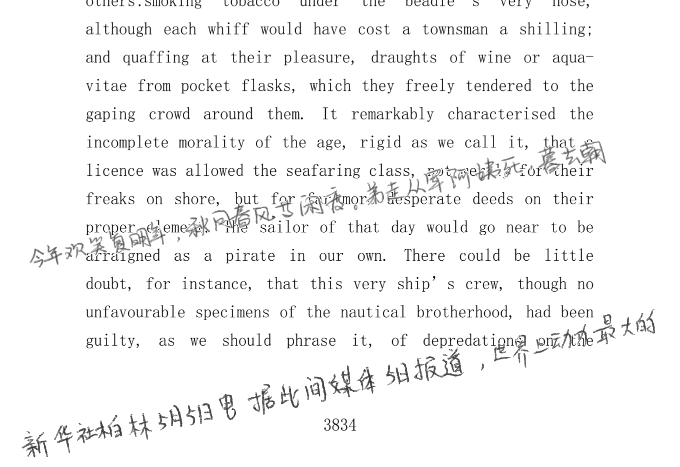 others.smoking tobacco under the beadle's very nose,
although each whiff would have cost a townsman a shilling;
and quaffing at their pleasure, draughts of wine or aqua-
vitae from pocket flasks, which they freely tendered to the
gaping crowd around them. It remarkably characterised the
incomplete morality of the age, rigid as we call it, that a
licence was allowed the seafaring class, not merely for their
freaks on shore, but for far more desperate deeds on their
proper element. The sailor of that day would go near to be
arraigned as a pirate in our own. There could be little
doubt, for instance, that this very ship's crew, though no
unfavourable specimens of the nautical brotherhood, had been
guilty, as we should phrase it, of depredations on the
今年欢笑复明年，秋月春风等闲度。弟走从军阿姨死，暮去朝
新华社柏林5月5日电 据此间媒体5日报道，世界上动力最大的
3834